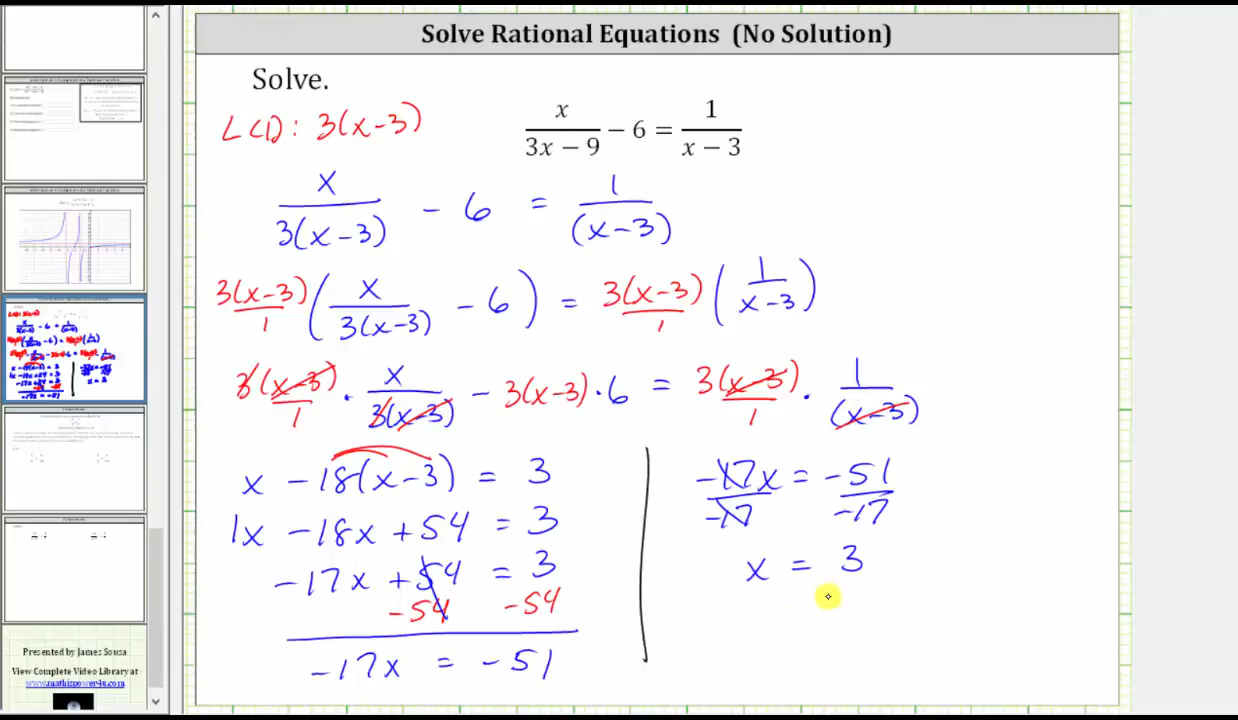 Solve Rational Equations (No Solution)
Solve.
LCD: 3(x-3)
x/(3x − 9) − 6 = 1/(x − 3)
x/(3(x-3)) - 6 = 1/((x-3))
3(x-3)/1 (x/(3(x-3)) - 6) = 3(x-3)/1 (1/(x-3))
3(x-3)/1 · x/(3(x-3)) - 3(x-3)·6 = 3(x-3)/1 · 1/((x-3))
x - 18(x-3) = 3
1x - 18x + 54 = 3
-17x + 54 = 3
-54 -54
-17x = -51
-17x = -51
-17 -17
x = 3
Presented by James Sousa
View Complete Video Library at
www.mathispower4u.com